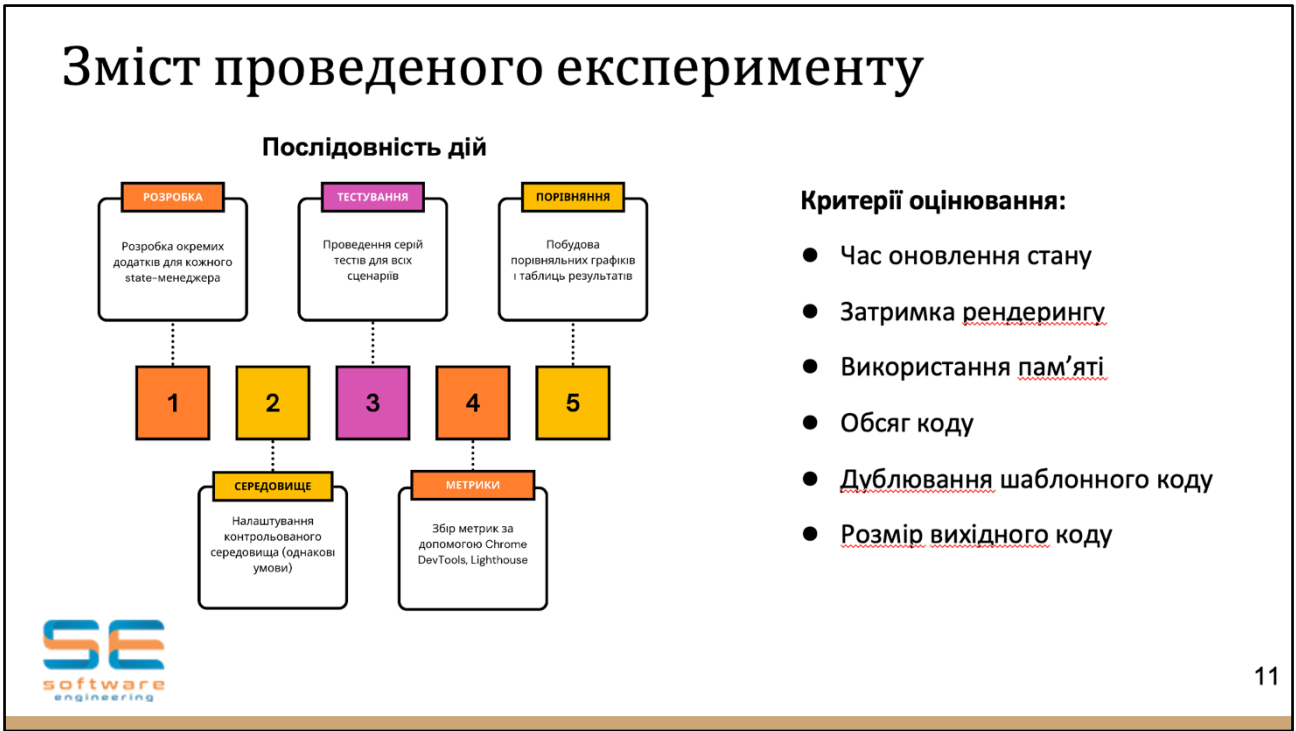 Зміст проведеного експерименту
Послідовність дій
РОЗРОБКА
Розробка окремих
додатків для кожного
state-менеджера
ТЕСТУВАННЯ
Проведення серій
тестів для всіх
сценаріїв
ПОРІВНЯННЯ
Побудова
порівняльних графіків
і таблиць результатів
1
2
3
4
5
СЕРЕДОВИЩЕ
Налаштування
контрольованого
середовища (однакові
умови)
МЕТРИКИ
Збір метрик за
допомогою Chrome
DevTools, Lighthouse
Критерії оцінювання:
● Час оновлення стану
● Затримка рендерингу
● Використання пам’яті
● Обсяг коду
● Дублювання шаблонного коду
● Розмір вихідного коду
SE
software
engineering
11